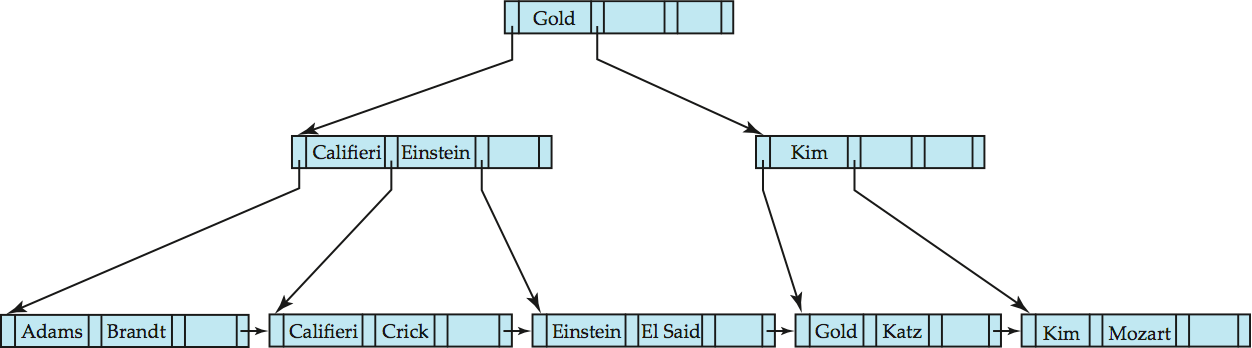 Gold
Califieri Einstein
Kim
Adams Brandt
Califieri Crick
Einstein El Said
Gold Katz
Kim Mozart